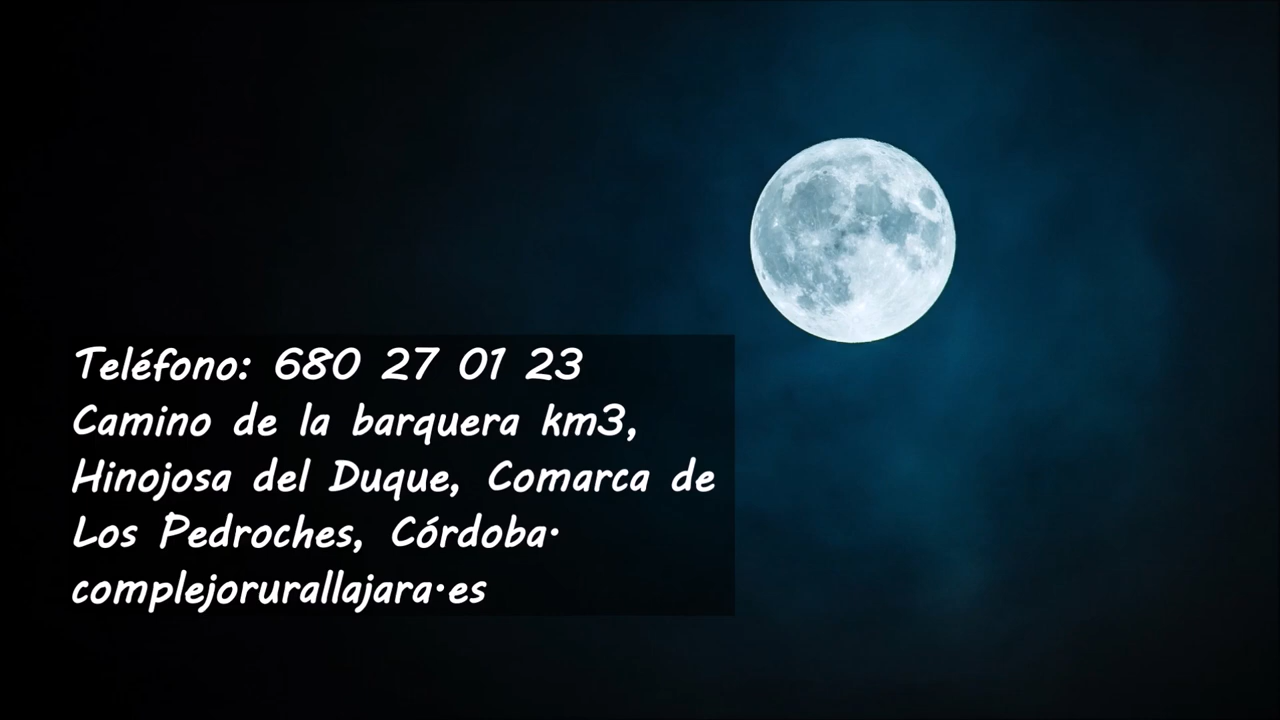 Teléfono: 680 27 01 23
Camino de la barquera km3,
Hinojosa del Duque, Comarca de
Los Pedroches, Córdoba·
complejorurallajara·es